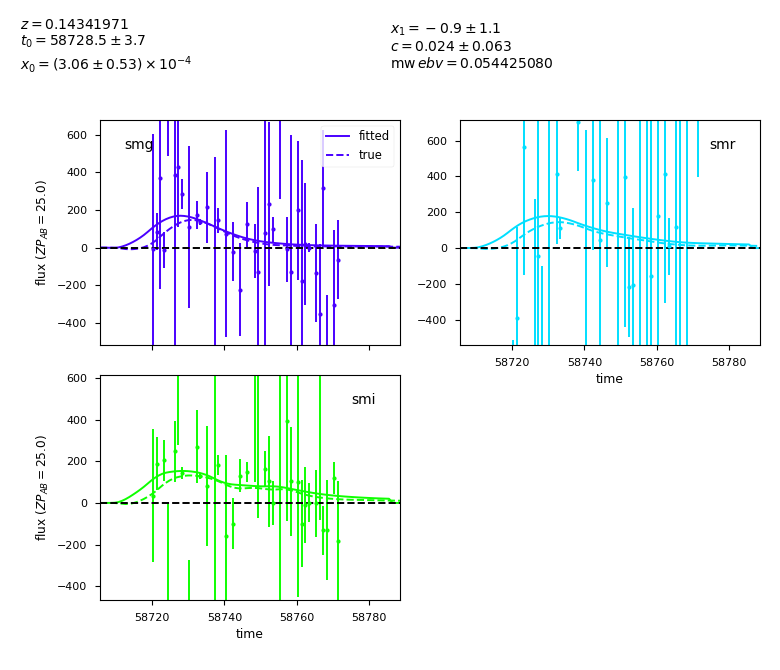 z = 0.14341971
t₀ = 58728.5 ± 3.7
x₀ = (3.06 ± 0.53) × 10⁻⁴
x₁ = −0.9 ± 1.1
c = 0.024 ± 0.063
mw ebv = 0.054425080
smg
fitted
true
600
400
200
0
−200
−400
flux (ZP_AB = 25.0)
smr
600
400
200
0
−200
−400
58720 58740 58760 58780
time
smi
600
400
200
0
−200
−400
flux (ZP_AB = 25.0)
58720 58740 58760 58780
time